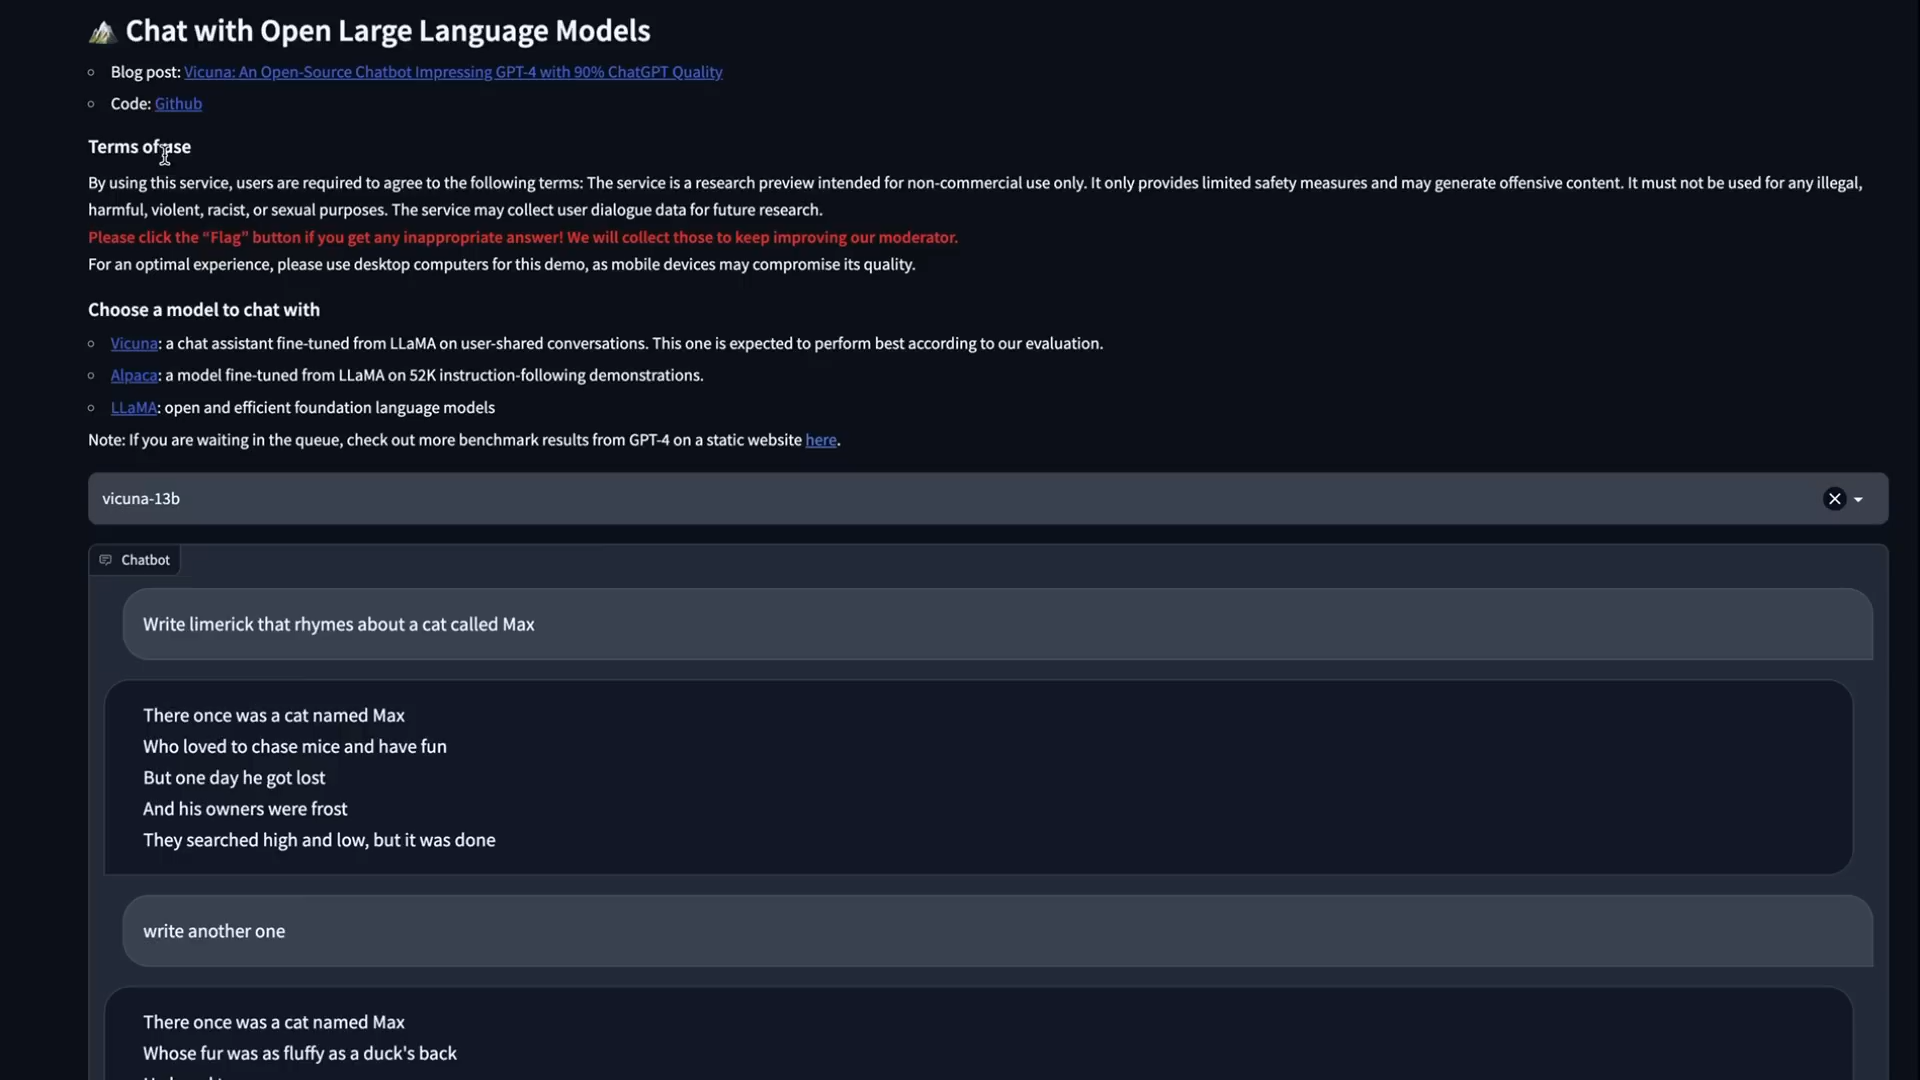 Chat with Open Large Language Models
Blog post: Vicuna: An Open-Source Chatbot Impressing GPT-4 with 90% ChatGPT Quality
Code: Github
Terms of use
By using this service, users are required to agree to the following terms: The service is a research preview intended for non-commercial use only. It only provides limited safety measures and may generate offensive content. It must not be used for any illegal,
harmful, violent, racist, or sexual purposes. The service may collect user dialogue data for future research.
Please click the “Flag” button if you get any inappropriate answer! We will collect those to keep improving our moderator.
For an optimal experience, please use desktop computers for this demo, as mobile devices may compromise its quality.
Choose a model to chat with
Vicuna: a chat assistant fine-tuned from LLaMA on user-shared conversations. This one is expected to perform best according to our evaluation.
Alpaca: a model fine-tuned from LLaMA on 52K instruction-following demonstrations.
LLaMA: open and efficient foundation language models
Note: If you are waiting in the queue, check out more benchmark results from GPT-4 on a static website here.
vicuna-13b
Chatbot
Write limerick that rhymes about a cat called Max
There once was a cat named Max
Who loved to chase mice and have fun
But one day he got lost
And his owners were frost
They searched high and low, but it was done
write another one
There once was a cat named Max
Whose fur was as fluffy as a duck's back